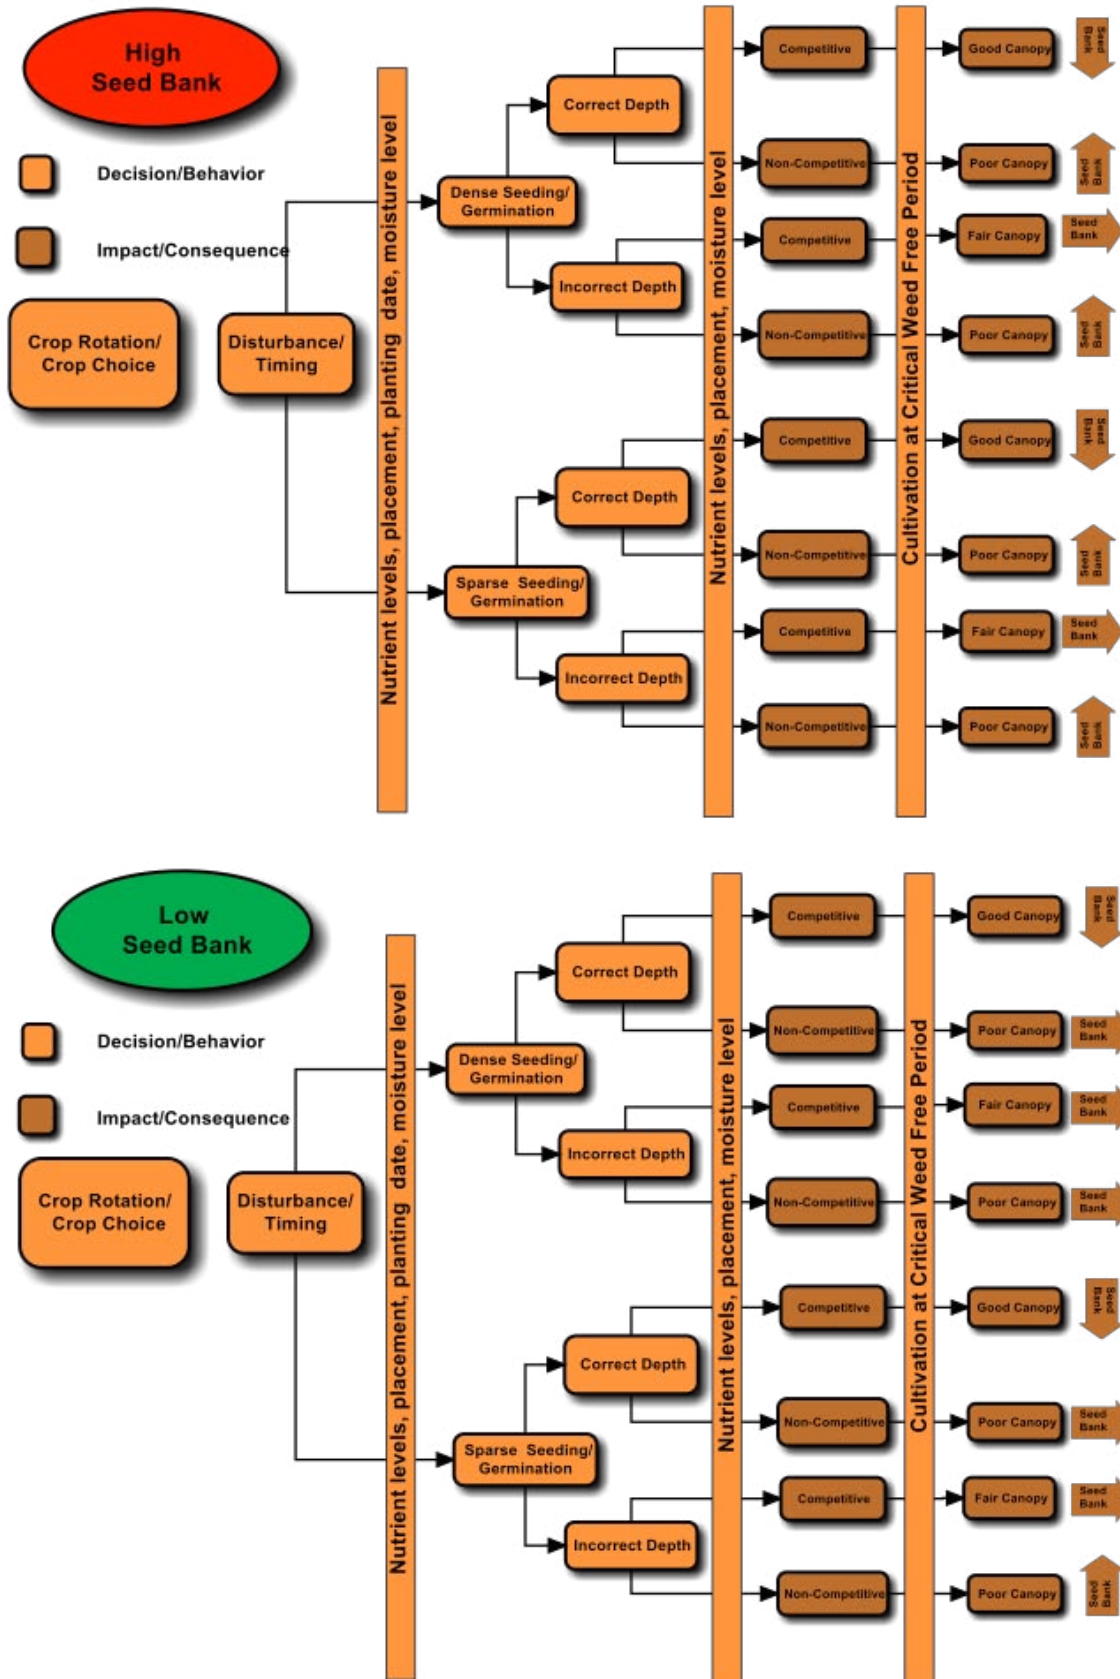 High
Seed Bank
Decision/Behavior
Impact/Consequence
Crop Rotation/
Crop Choice
Disturbance/
Timing
Nutrient levels, placement, planting date, moisture level
Dense Seeding/
Germination
Sparse Seeding/
Germination
Correct Depth
Incorrect Depth
Correct Depth
Incorrect Depth
Nutrient levels, placement, moisture level
Competitive
Non-Competitive
Competitive
Non-Competitive
Competitive
Non-Competitive
Competitive
Non-Competitive
Cultivation at Critical Weed Free Period
Good Canopy
Poor Canopy
Fair Canopy
Poor Canopy
Good Canopy
Poor Canopy
Fair Canopy
Poor Canopy
Seed
Bank
Seed
Bank
Seed
Bank
Seed
Bank
Seed
Bank
Seed
Bank
Seed
Bank
Seed
Bank
Low
Seed Bank
Decision/Behavior
Impact/Consequence
Crop Rotation/
Crop Choice
Disturbance/
Timing
Nutrient levels, placement, planting date, moisture level
Dense Seeding/
Germination
Sparse Seeding/
Germination
Correct Depth
Incorrect Depth
Correct Depth
Incorrect Depth
Nutrient levels, placement, moisture level
Competitive
Non-Competitive
Competitive
Non-Competitive
Competitive
Non-Competitive
Competitive
Non-Competitive
Cultivation at Critical Weed Free Period
Good Canopy
Poor Canopy
Fair Canopy
Poor Canopy
Good Canopy
Poor Canopy
Fair Canopy
Poor Canopy
Seed
Bank
Seed
Bank
Seed
Bank
Seed
Bank
Seed
Bank
Seed
Bank
Seed
Bank
Seed
Bank